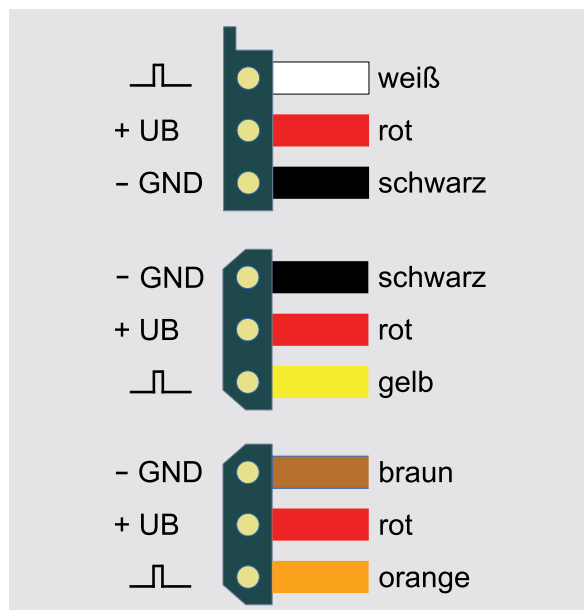 weiß
+ UB rot
– GND schwarz
– GND schwarz
+ UB rot
gelb
– GND braun
+ UB rot
orange